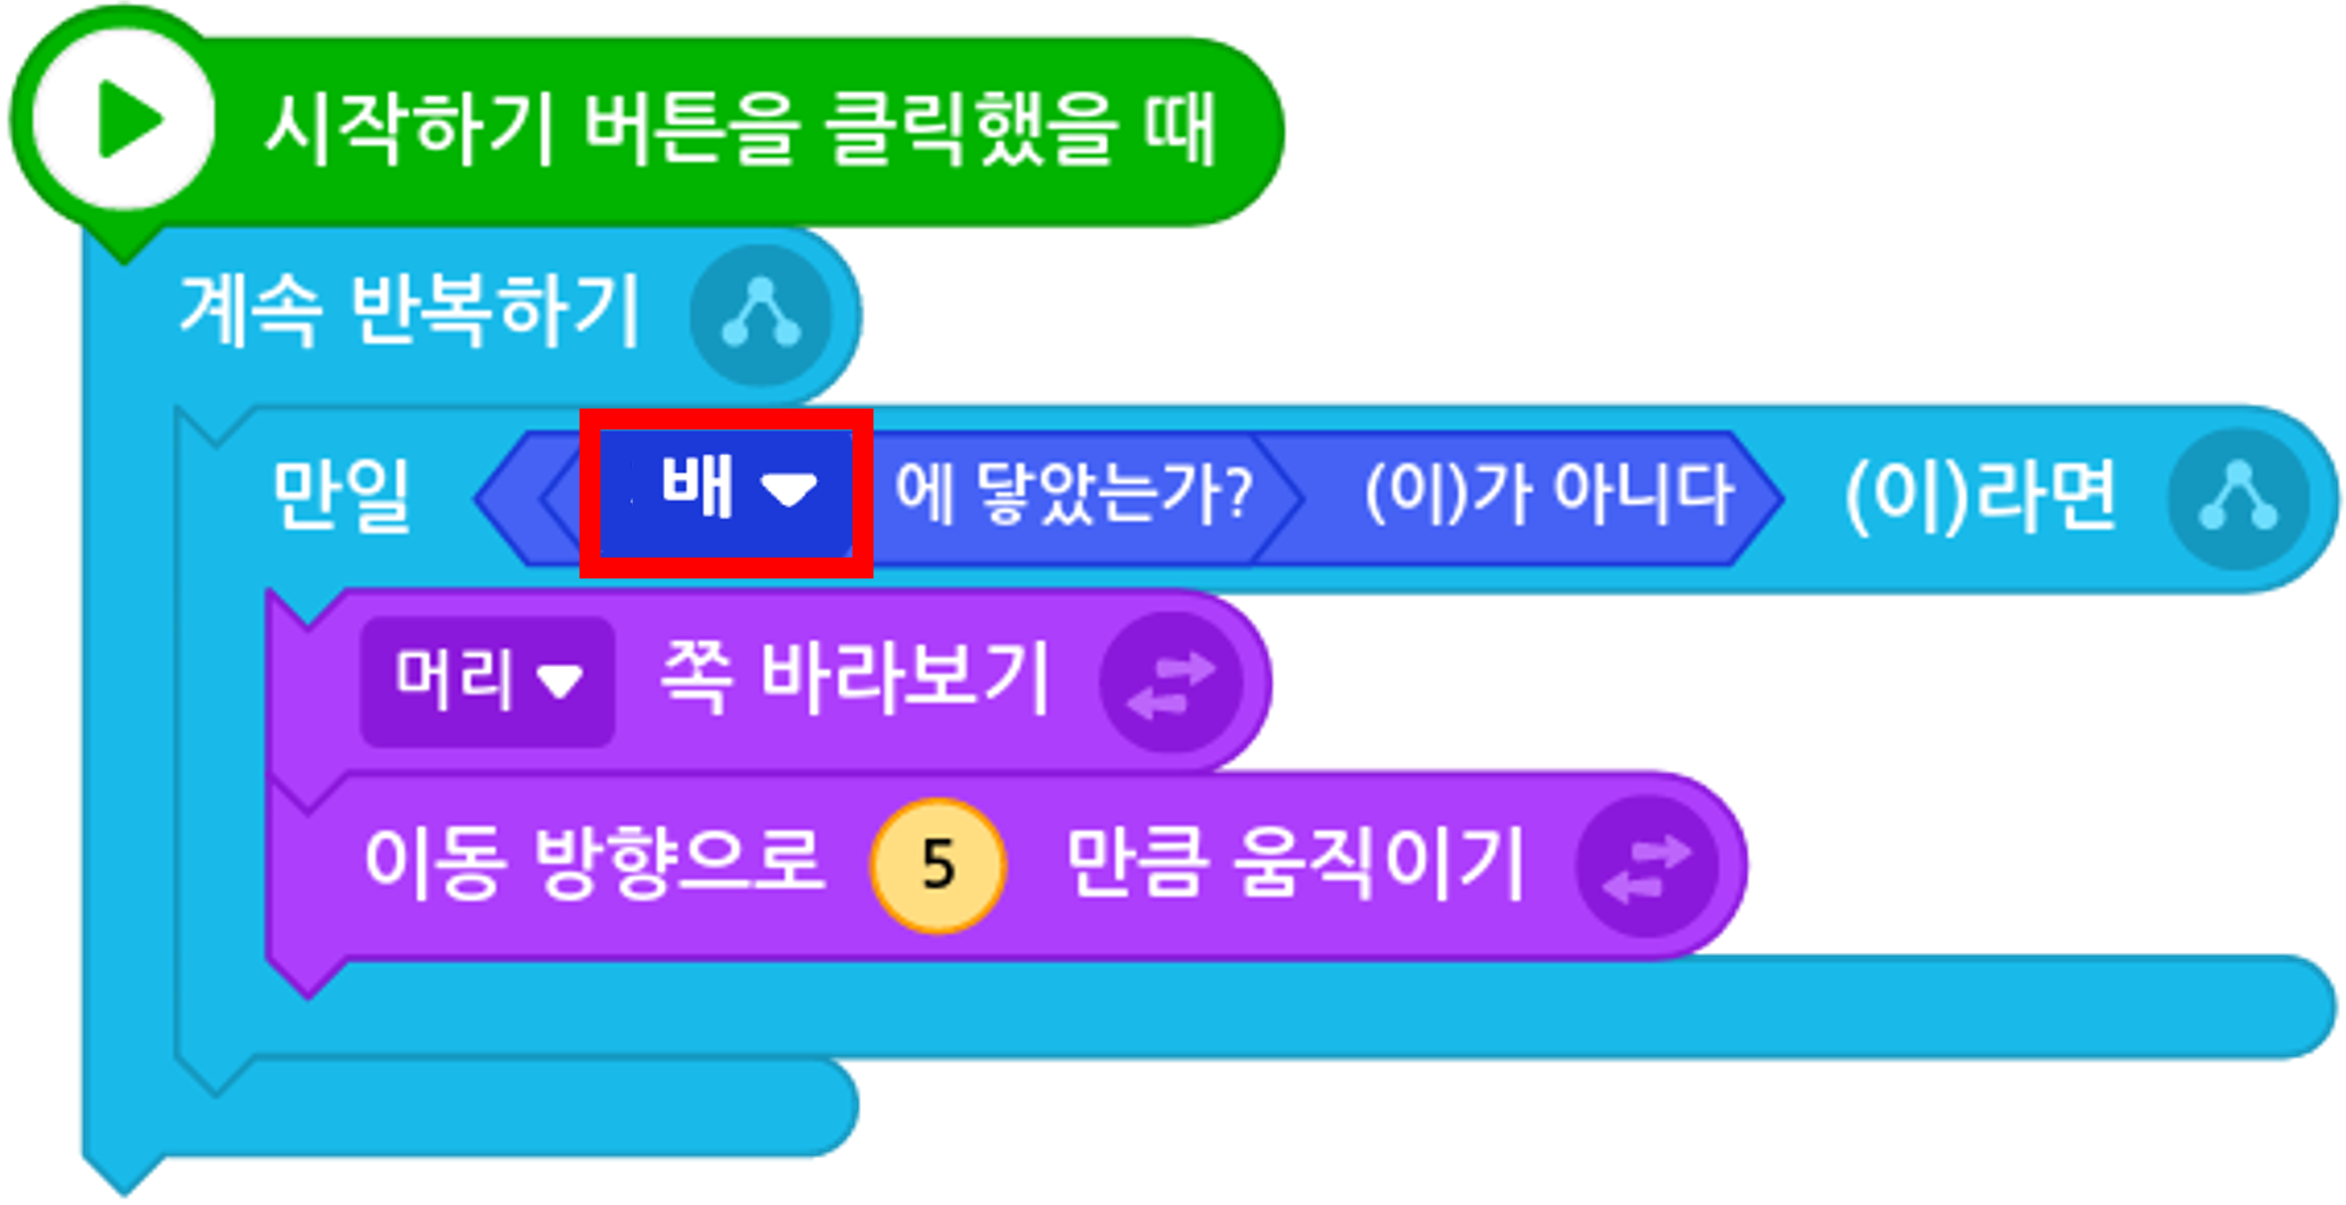 시작하기 버튼을 클릭했을 때
계속 반복하기
만일 배 에 닿았는가? (이)가 아니다 (이)라면
머리 쪽 바라보기
이동 방향으로 5 만큼 움직이기